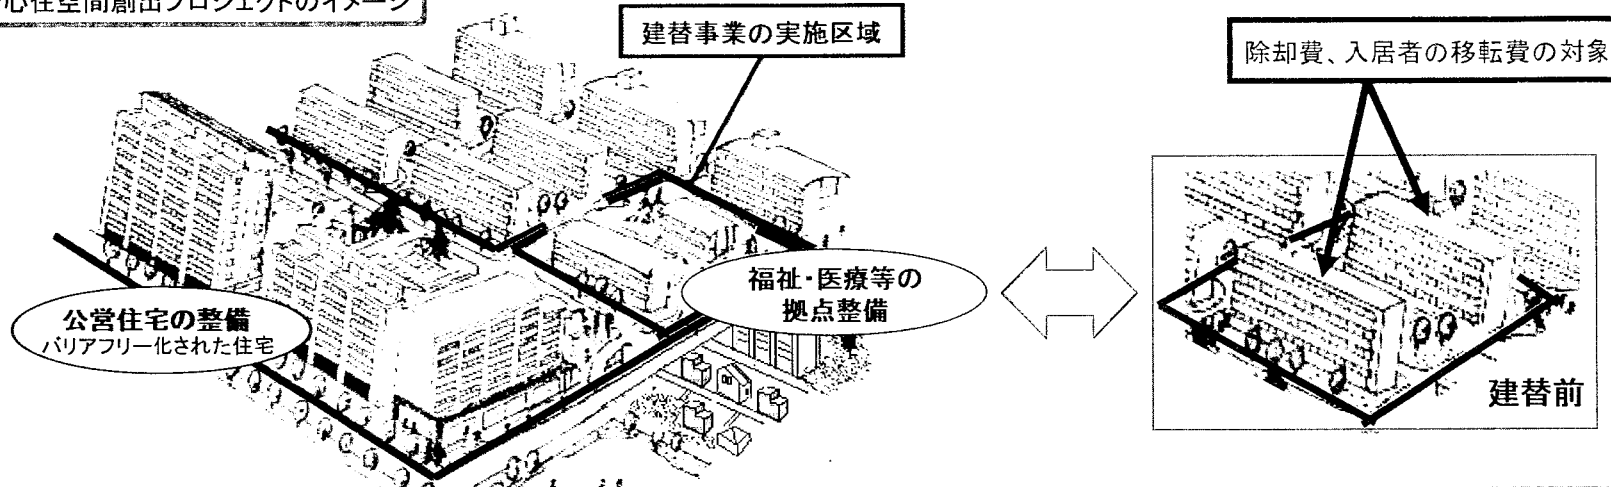 心住空間創出プロジェクトのイメージ
建替事業の実施区域
除却費、入居者の移転費の対象
福祉・医療等の
拠点整備
公営住宅の整備
バリアフリー化された住宅
建替前